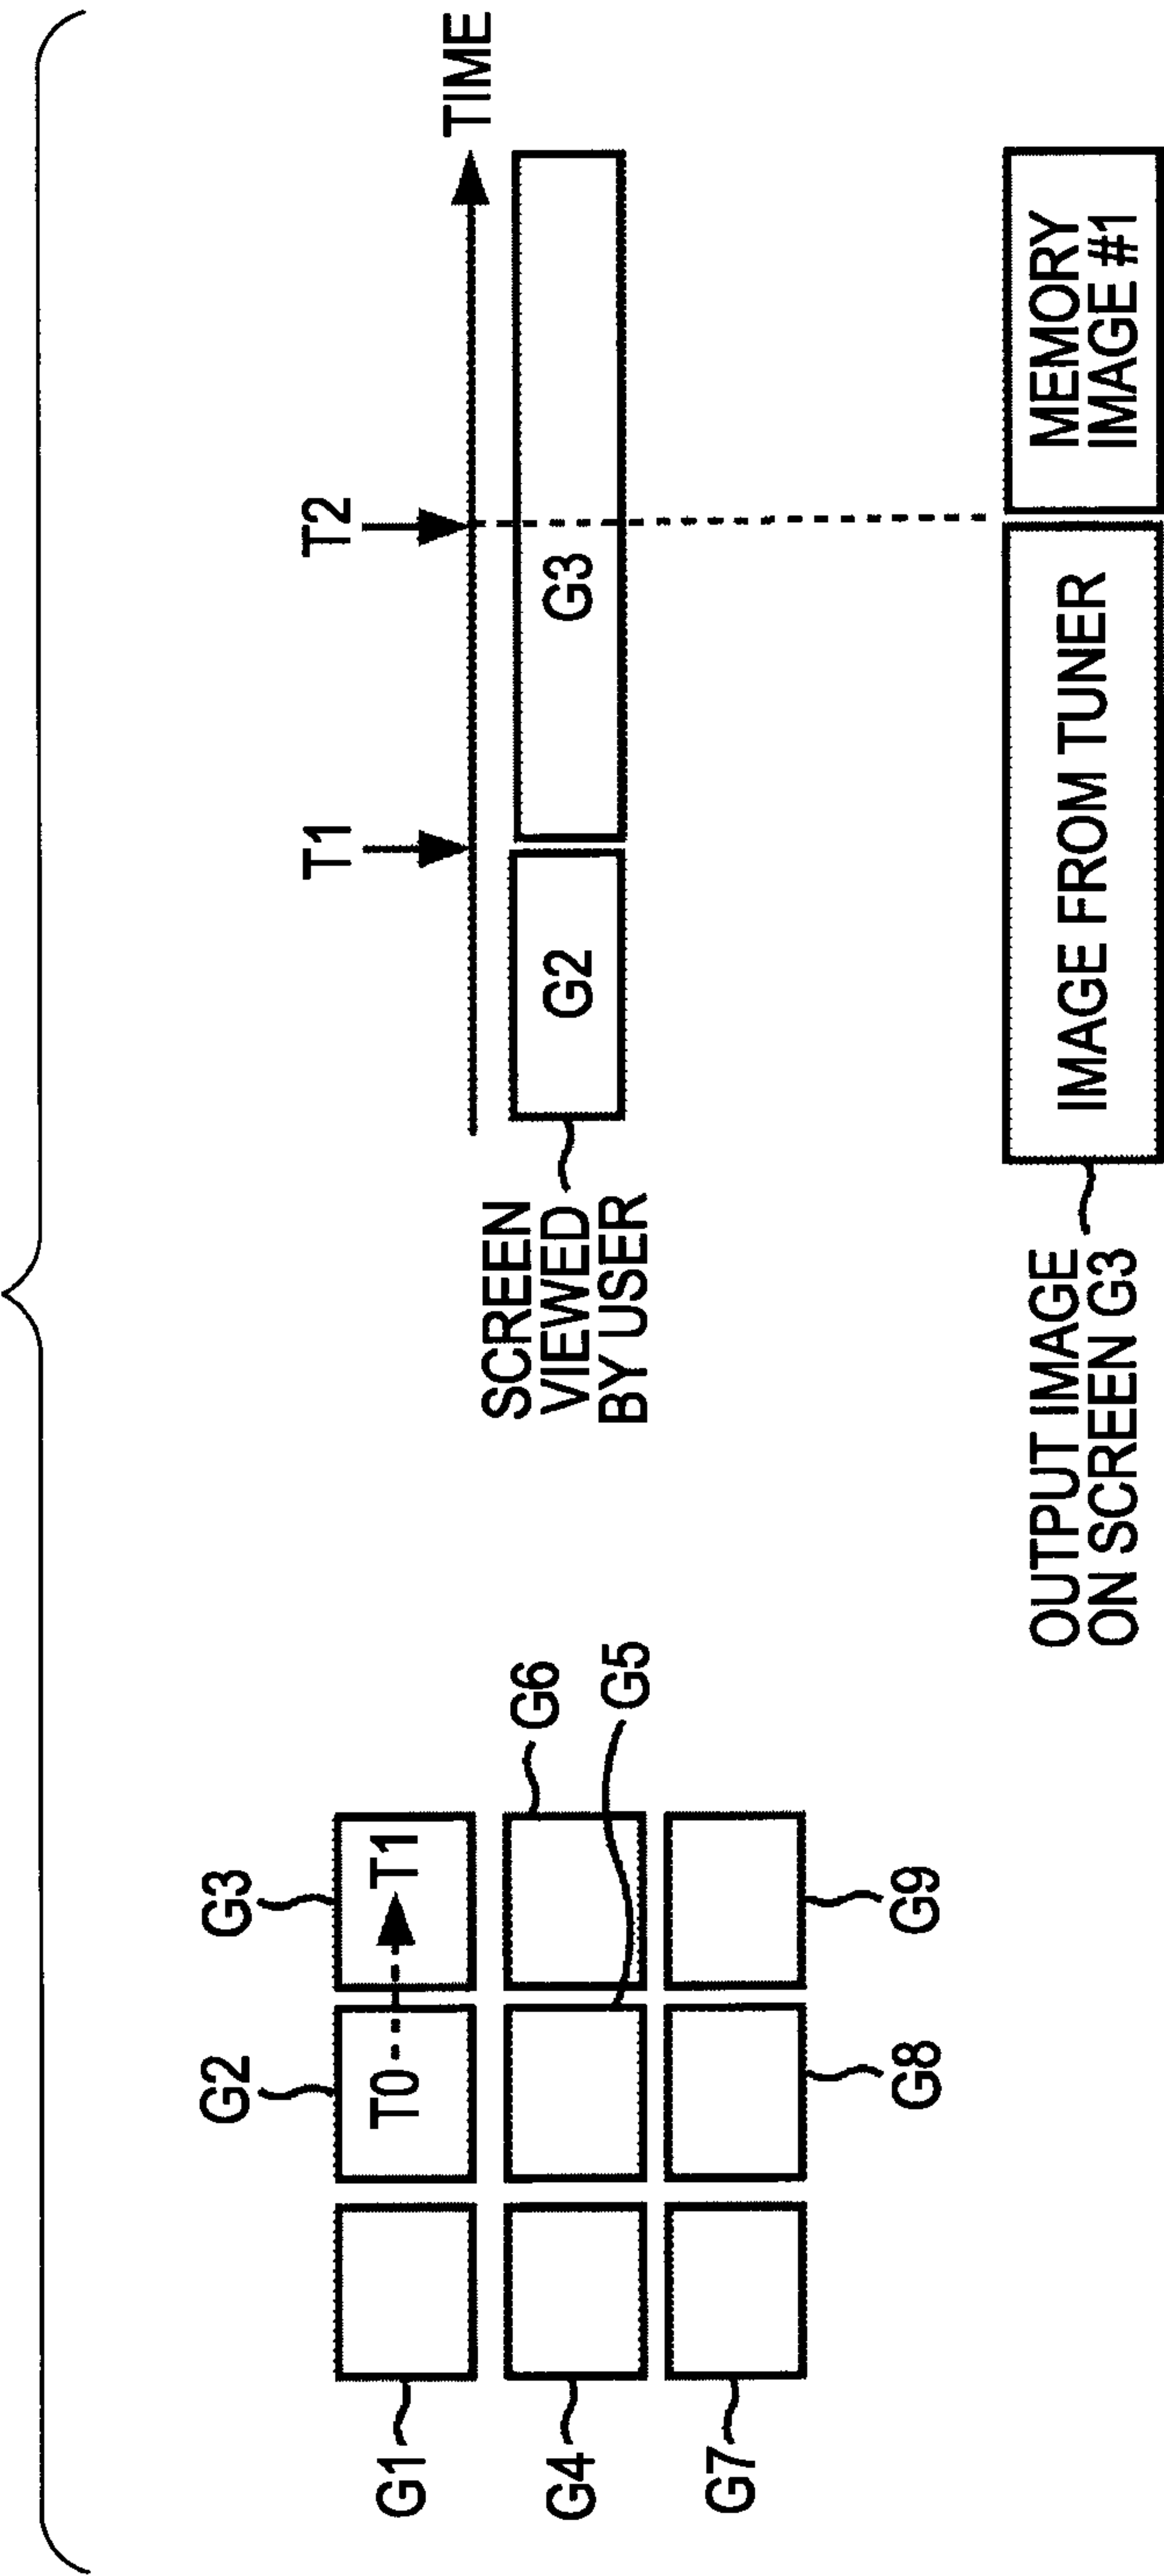 G1
G2
G3
T0
T1
G4
G6
G5
G7
G8
G9
T1
T2
TIME
SCREEN
VIEWED
BY USER
G2
G3
OUTPUT IMAGE
ON SCREEN G3
IMAGE FROM TUNER
MEMORY
IMAGE #1